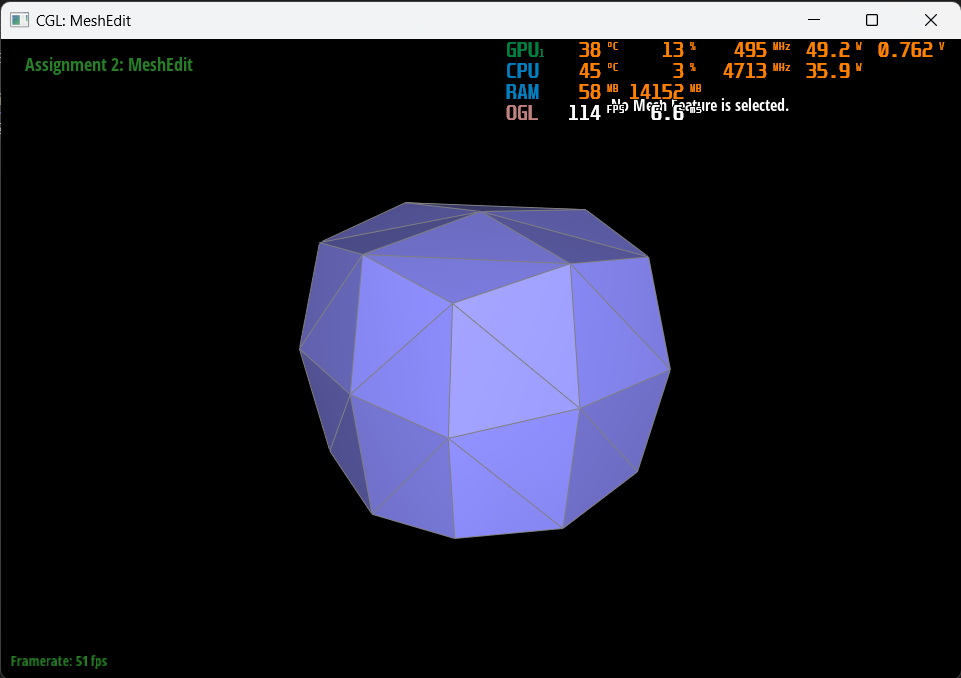 CGL: MeshEdit
Assignment 2: MeshEdit
GPU1 38 °C 13 % 495 MHz 49.2 W 0.762 V
CPU 45 °C 3 % 4713 MHz 35.9 W
RAM 58 MB 14152 MB
No Mesh Feature is selected.
OGL 114 FPS 6.6 ms
Framerate: 51 fps